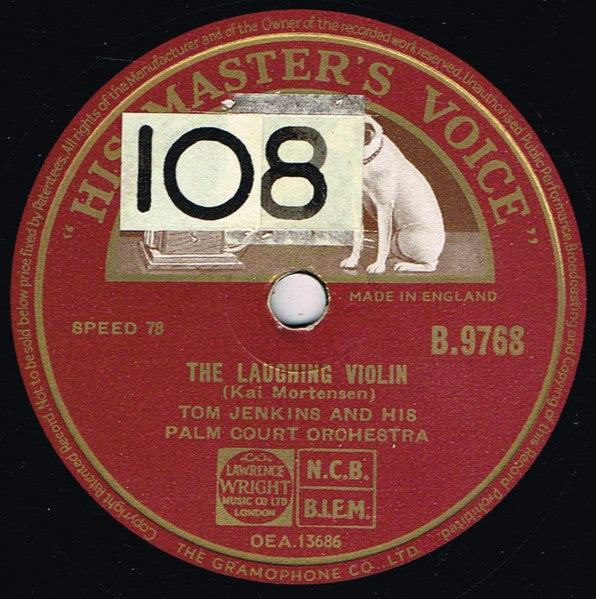 Copyright Patented Record. Not to be sold below price fixed by Patentees. All rights of the Manufacturer and of the Owner of the recorded work reserved. Unauthorised Public Performance, Broadcasting and Copying of this Record Prohibited.
"HIS MASTER'S VOICE"
108
MADE IN ENGLAND
SPEED 78
B.9768
THE LAUGHING VIOLIN
(Kai Mortensen)
TOM JENKINS AND HIS
PALM COURT ORCHESTRA
LAWRENCE
WRIGHT
MUSIC CO LTD
LONDON
N.C.B.
B.I.E.M.
OEA.13686
THE GRAMOPHONE CO., LTD.